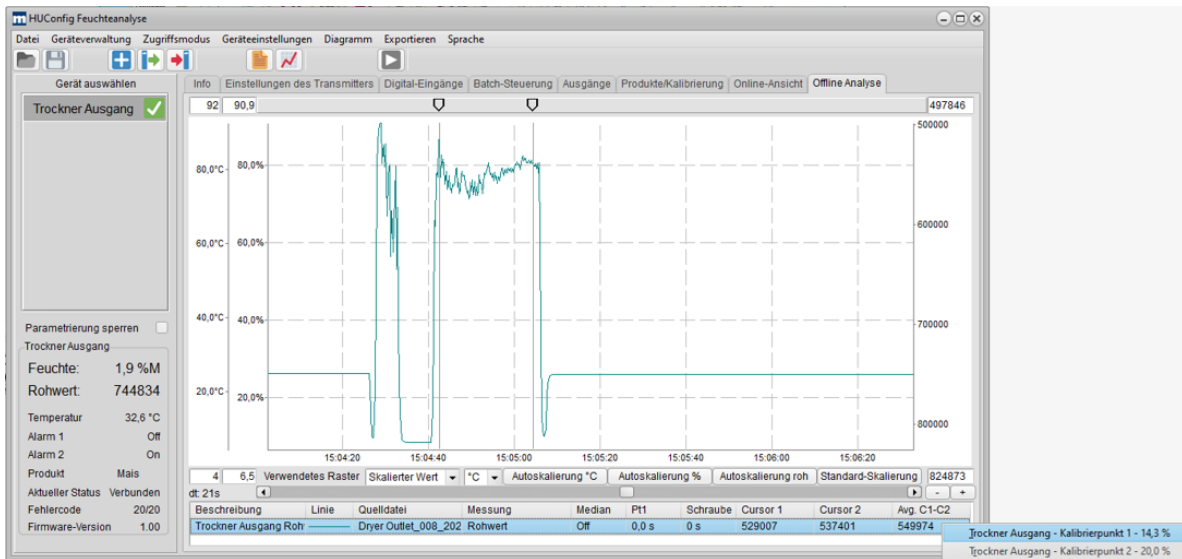 HUConfig Feuchteanalyse
Datei Geräteverwaltung Zugriffsmodus Geräteeinstellungen Diagramm Exportieren Sprache
Gerät auswählen
Info Einstellungen des Transmitters Digital-Eingänge Batch-Steuerung Ausgänge Produkte/Kalibrierung Online-Ansicht Offline Analyse
Trockner Ausgang
92 90,9 497846
500000
80,0°C 80,0%
600000
60,0°C 60,0%
40,0°C 40,0%
700000
20,0°C 20,0%
800000
15:04:20 15:04:40 15:05:00 15:05:20 15:05:40 15:06:00 15:06:20
Parametrierung sperren
Trockner Ausgang
Feuchte: 1,9 %M
Rohwert: 744834
Temperatur 32,6 °C
Alarm 1 Off
Alarm 2 On
Produkt Mais
Aktueller Status Verbunden
Fehlercode 20/20
Firmware-Version 1.00
4 6,5 Verwendetes Raster Skalierter Wert °C Autoskalierung °C Autoskalierung % Autoskalierung roh Standard-Skalierung 824873
dt: 21s - +
Beschreibung Linie Quelldatei Messung Median Pt1 Schraube Cursor 1 Cursor 2 Avg. C1-C2
Trockner Ausgang Roh Dryer Outlet_008_202 Rohwert Off 0,0 s 0 s 529007 537401 549974
Trockner Ausgang - Kalibrierpunkt 1 - 14,3 %
Trockner Ausgang - Kalibrierpunkt 2 - 20,0 %